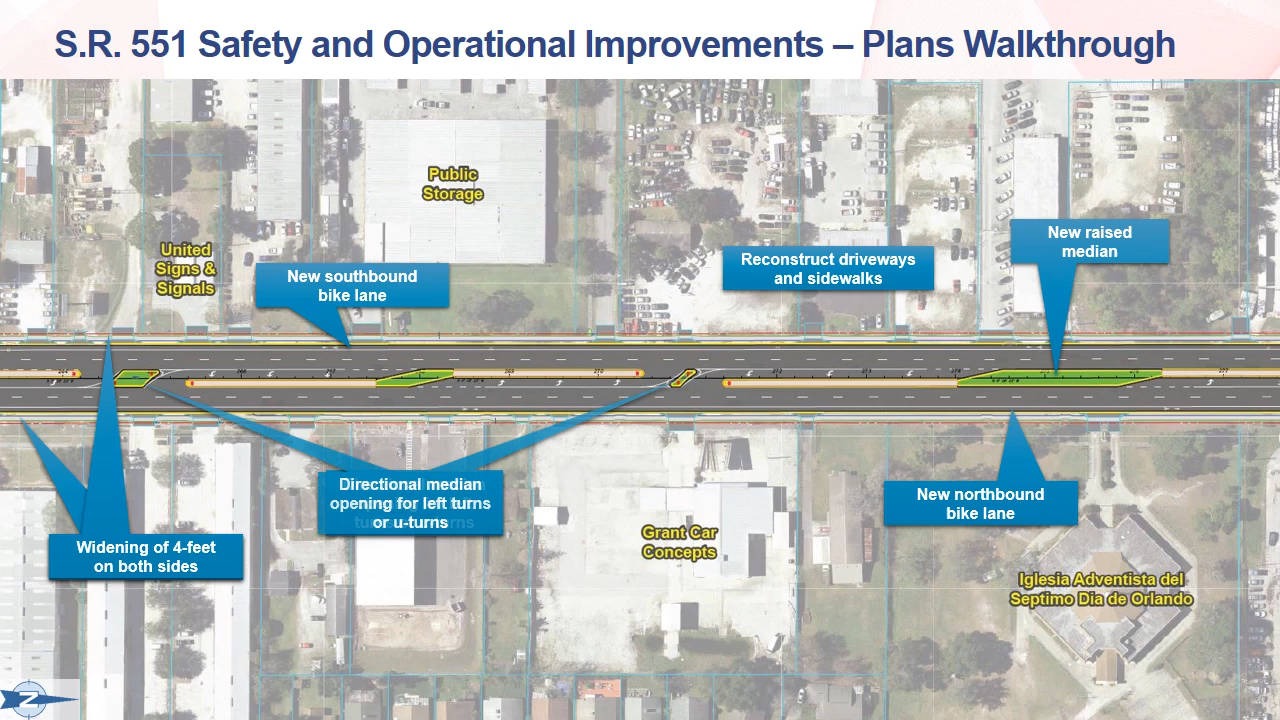 S.R. 551 Safety and Operational Improvements – Plans Walkthrough
Public
Storage
United
Signs &
Signals
New southbound
bike lane
Reconstruct driveways
and sidewalks
New raised
median
Directional median
opening for left turns
or u-turns
New northbound
bike lane
Widening of 4-feet
on both sides
Grant Car
Concepts
Iglesia Adventista del
Septimo Dia de Orlando
N